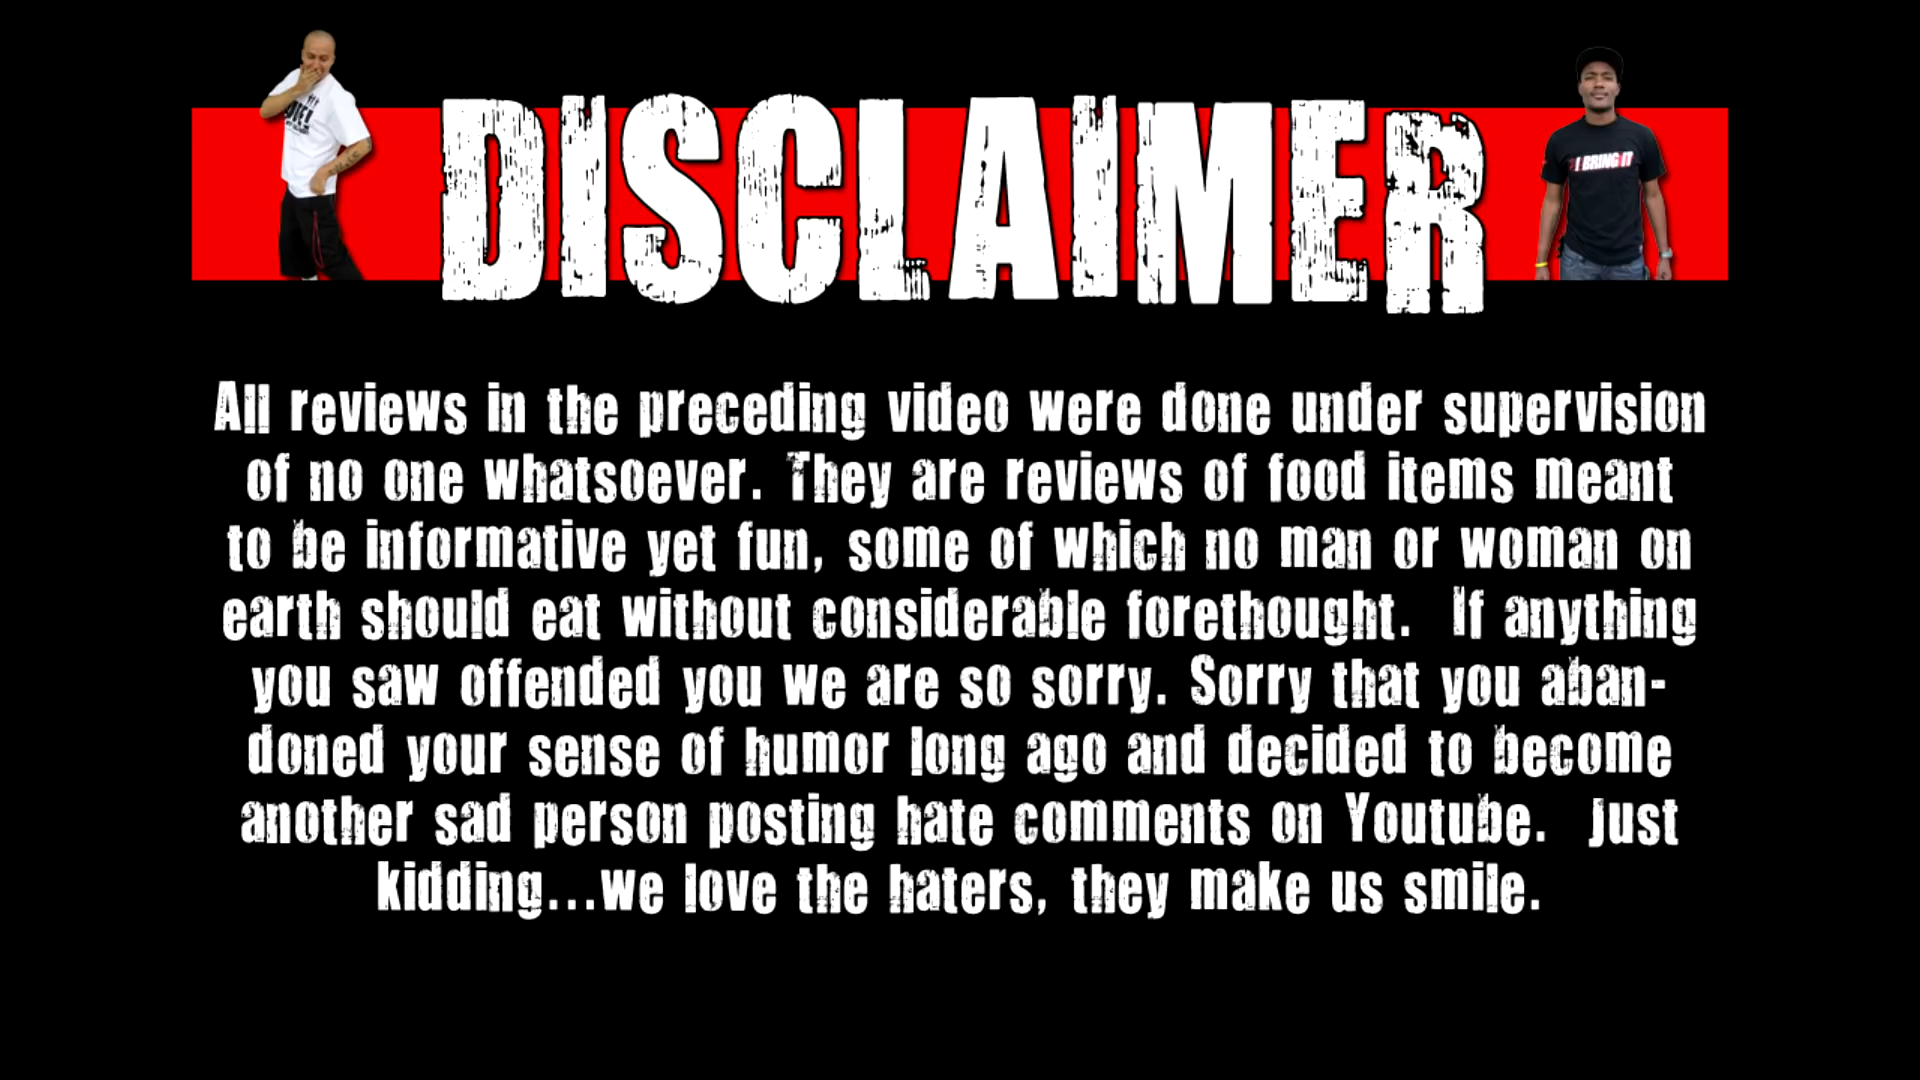 DISCLAIMER
I BRING IT
All reviews in the preceding video were done under supervision
of no one whatsoever. They are reviews of food items meant
to be informative yet fun, some of which no man or woman on
earth should eat without considerable forethought. If anything
you saw offended you we are so sorry. Sorry that you aban-
doned your sense of humor long ago and decided to become
another sad person posting hate comments on Youtube. Just
kidding...we love the haters, they make us smile.